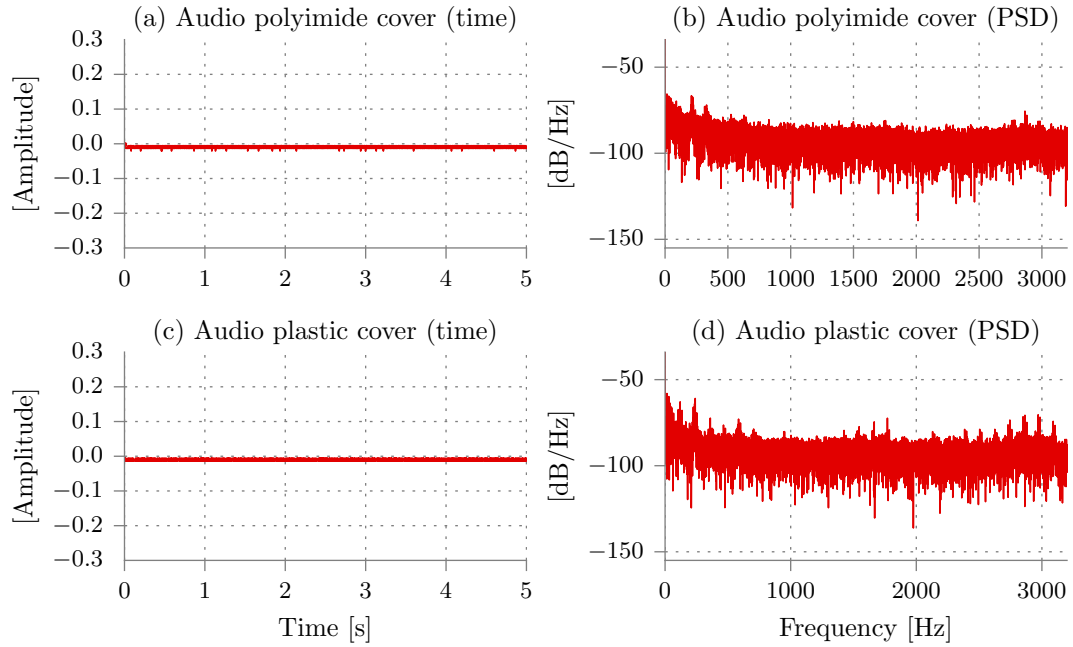 (a) Audio polyimide cover (time)
[Amplitude]
0.3
0.2
0.1
0.0
−0.1
−0.2
−0.3
0 1 2 3 4 5
(b) Audio polyimide cover (PSD)
[dB/Hz]
−50
−100
−150
0 500 1000 1500 2000 2500 3000
(c) Audio plastic cover (time)
[Amplitude]
0.3
0.2
0.1
0.0
−0.1
−0.2
−0.3
0 1 2 3 4 5
Time [s]
(d) Audio plastic cover (PSD)
[dB/Hz]
−50
−100
−150
0 1000 2000 3000
Frequency [Hz]